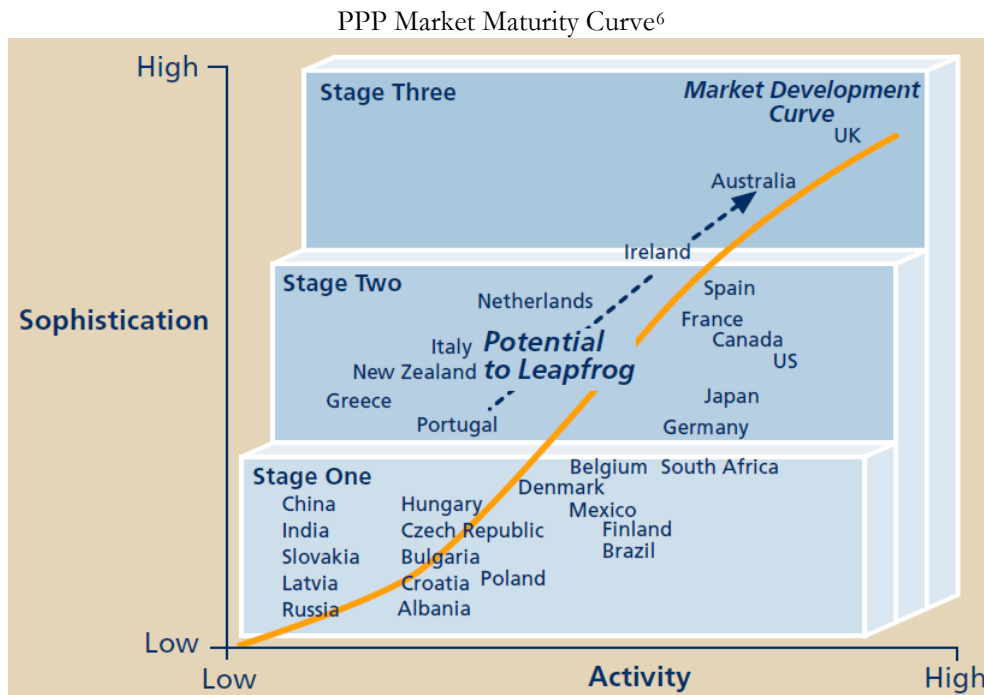 PPP Market Maturity Curve⁶
High
Stage Three
Market Development
Curve
UK
Australia
Ireland
Stage Two
Spain
Netherlands
Sophistication
France
Canada
Italy
Potential
US
New Zealand
to Leapfrog
Greece
Japan
Portugal
Germany
Stage One
Belgium
South Africa
Denmark
China
Hungary
Mexico
India
Czech Republic
Finland
Slovakia
Bulgaria
Brazil
Latvia
Croatia
Poland
Russia
Albania
Low
Low
Activity
High